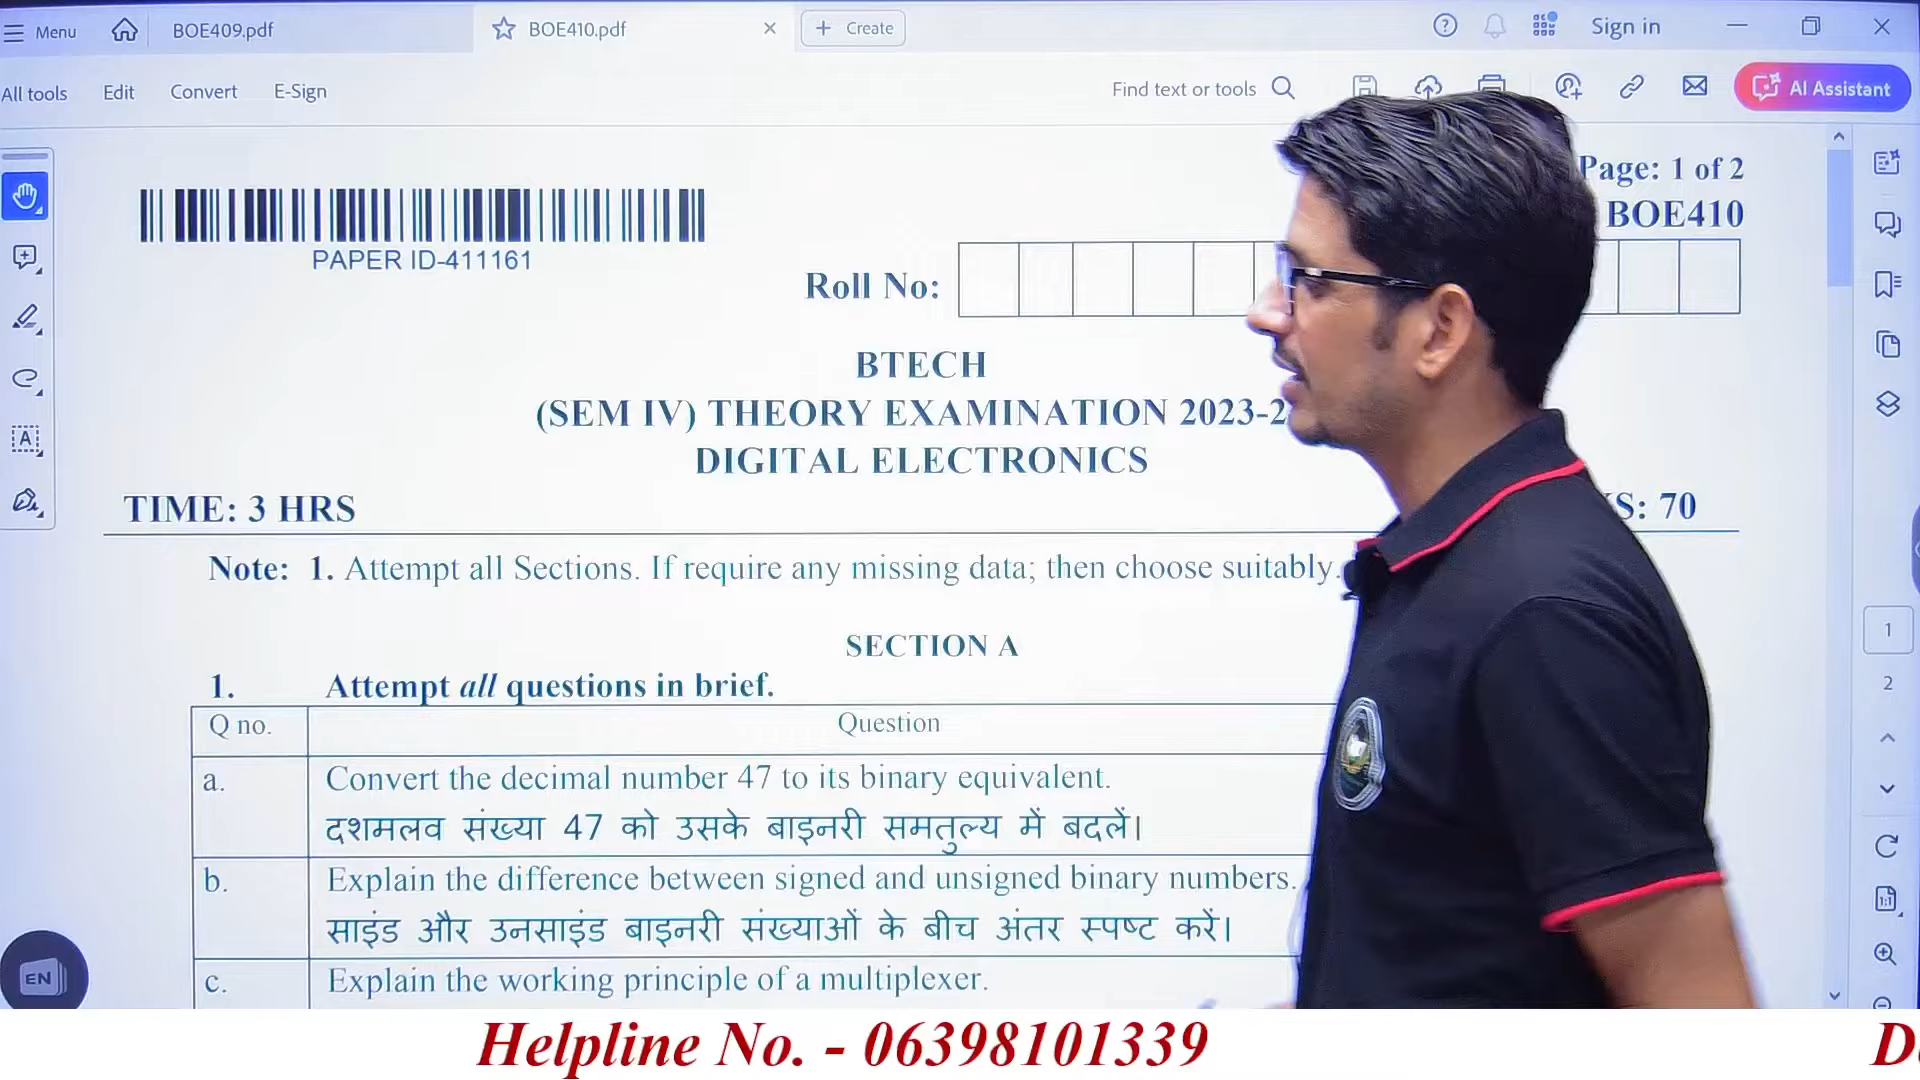 Menu
BOE409.pdf
BOE410.pdf
Create
Sign in
All tools
Edit
Convert
E-Sign
Find text or tools
AI Assistant
Page: 1 of 2
BOE410
PAPER ID-411161
Roll No:
BTECH
(SEM IV) THEORY EXAMINATION 2023-2
DIGITAL ELECTRONICS
TIME: 3 HRS
S: 70
Note: 1. Attempt all Sections. If require any missing data; then choose suitably.
SECTION A
1. Attempt all questions in brief.
Q no.
Question
a. Convert the decimal number 47 to its binary equivalent.
दशमलव संख्या 47 को उसके बाइनरी समतुल्य में बदलें।
b. Explain the difference between signed and unsigned binary numbers.
साइंड और उनसाइंड बाइनरी संख्याओं के बीच अंतर स्पष्ट करें।
c. Explain the working principle of a multiplexer.
1
2
1:1
EN
Helpline No. - 06398101339